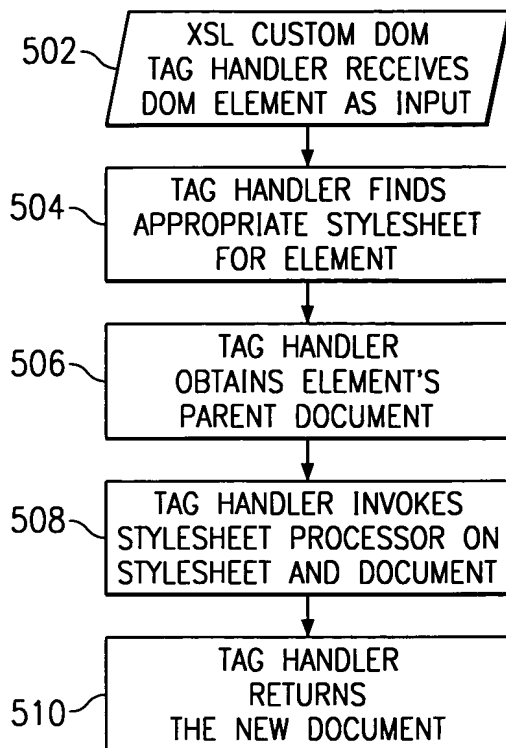 502
XSL CUSTOM DOM
TAG HANDLER RECEIVES
DOM ELEMENT AS INPUT
504
TAG HANDLER FINDS
APPROPRIATE STYLESHEET
FOR ELEMENT
506
TAG HANDLER
OBTAINS ELEMENT'S
PARENT DOCUMENT
508
TAG HANDLER INVOKES
STYLESHEET PROCESSOR ON
STYLESHEET AND DOCUMENT
510
TAG HANDLER
RETURNS
THE NEW DOCUMENT